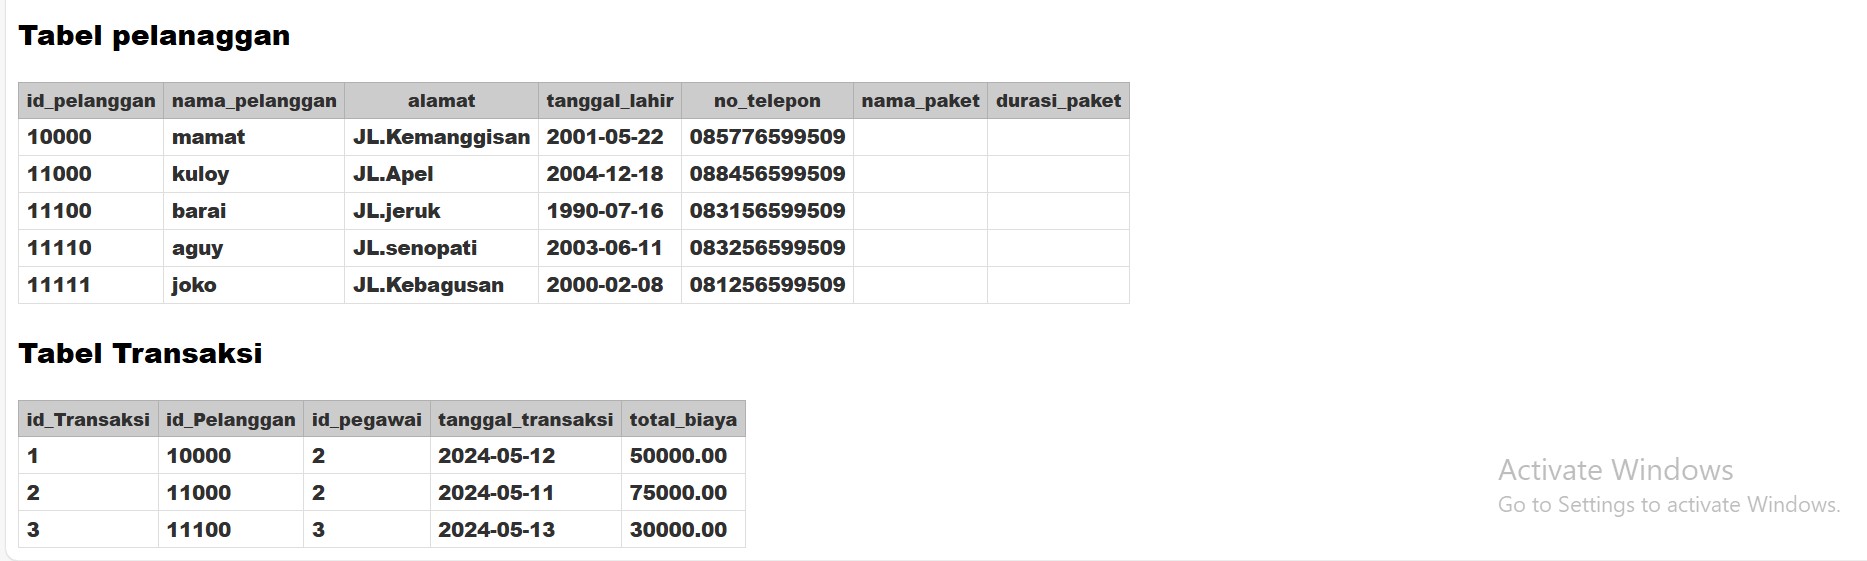 Tabel pelanaggan
id_pelanggan nama_pelanggan alamat tanggal_lahir no_telepon nama_paket durasi_paket
10000 mamat JL.Kemanggisan 2001-05-22 085776599509
11000 kuloy JL.Apel 2004-12-18 088456599509
11100 barai JL.jeruk 1990-07-16 083156599509
11110 aguy JL.senopati 2003-06-11 083256599509
11111 joko JL.Kebagusan 2000-02-08 081256599509
Tabel Transaksi
id_Transaksi id_Pelanggan id_pegawai tanggal_transaksi total_biaya
1 10000 2 2024-05-12 50000.00
2 11000 2 2024-05-11 75000.00
3 11100 3 2024-05-13 30000.00
Activate Windows
Go to Settings to activate Windows.